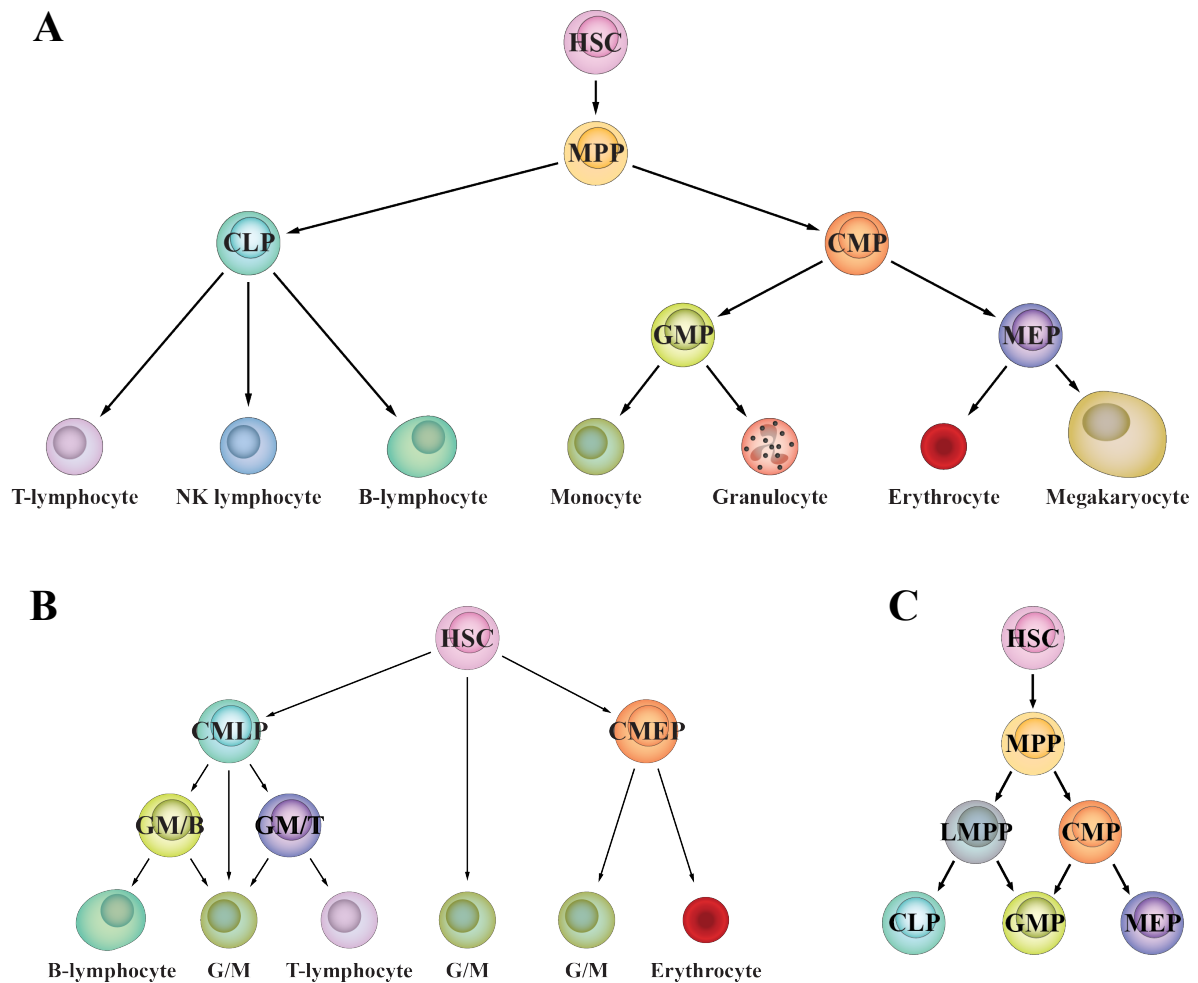 A
HSC
MPP
CLP
CMP
GMP
MEP
T-lymphocyte
NK lymphocyte
B-lymphocyte
Monocyte
Granulocyte
Erythrocyte
Megakaryocyte
B
HSC
CMLP
CMEP
GM/B
GM/T
B-lymphocyte
G/M
T-lymphocyte
G/M
G/M
Erythrocyte
C
HSC
MPP
LMPP
CMP
CLP
GMP
MEP